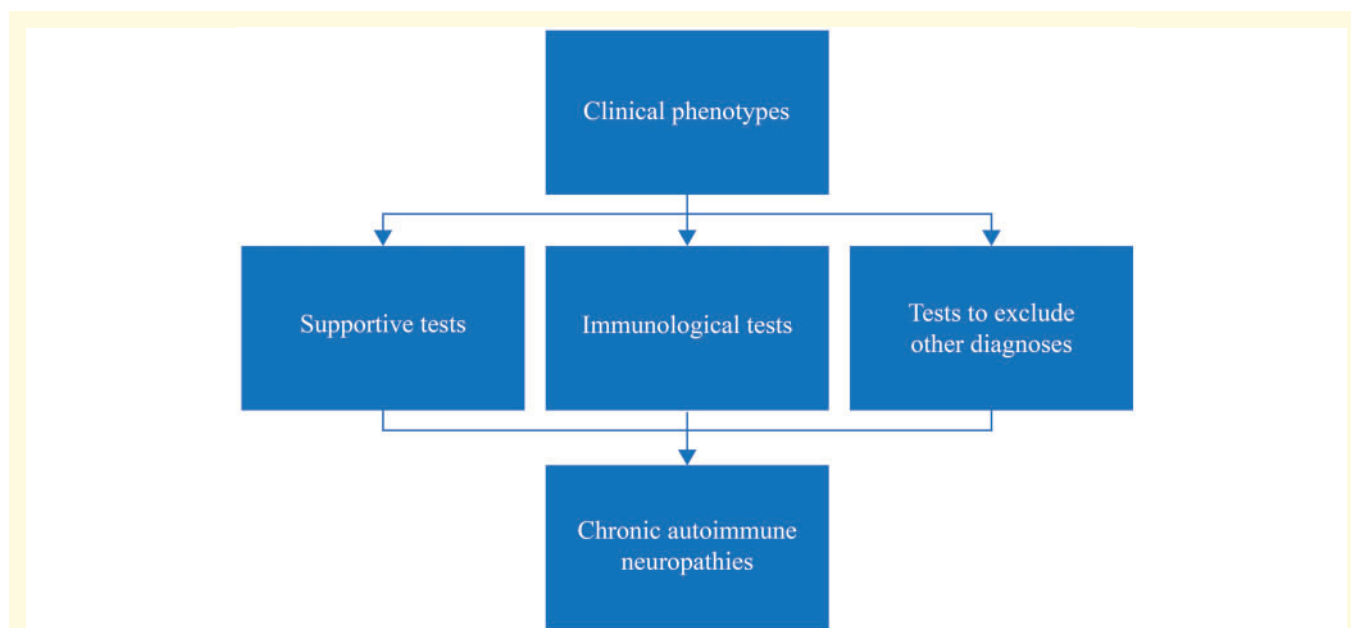 Clinical phenotypes
Supportive tests
Immunological tests
Tests to exclude
other diagnoses
Chronic autoimmune
neuropathies